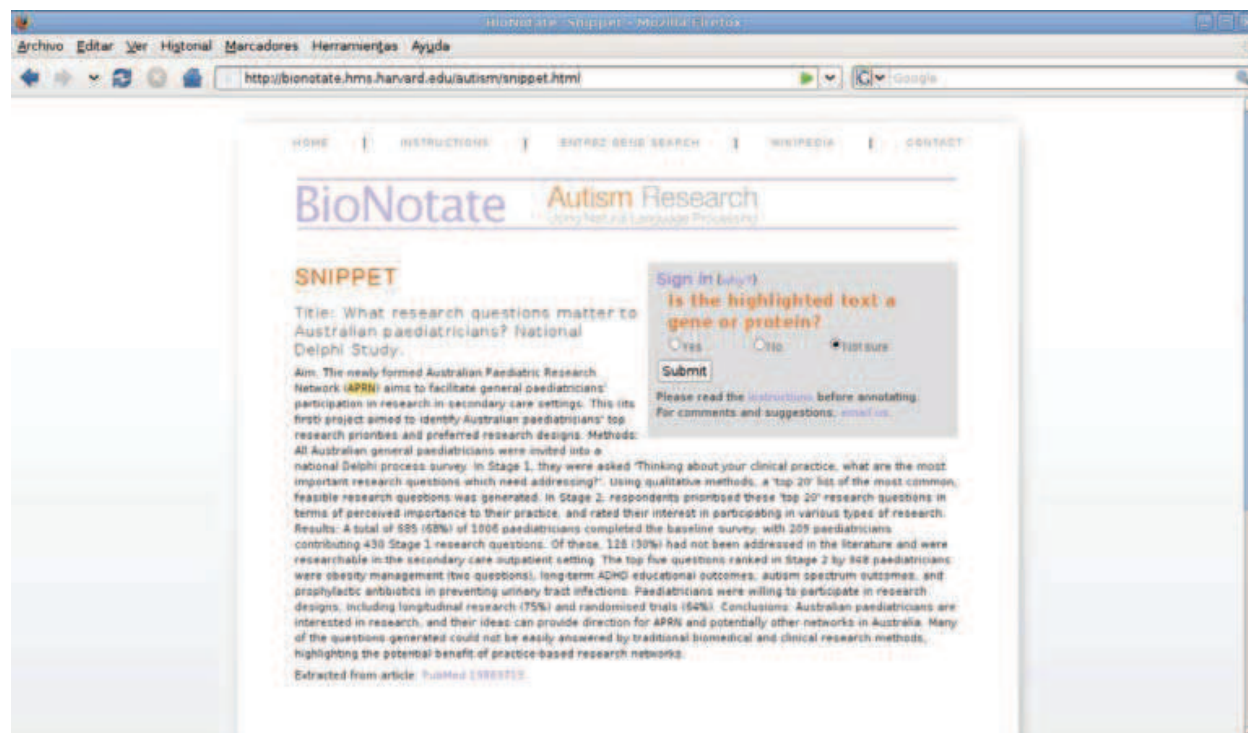 BioNotate: Snippet - Mozilla Firefox
Archivo Editar Ver Historial Marcadores Herramientas Ayuda
http://bionotate.hms.harvard.edu/autism/snippet.html Google
HOME | INSTRUCTIONS | ENTREZ GENE SEARCH | WIKIPEDIA | CONTACT
BioNotate Autism Research
Using Natural Language Processing
SNIPPET
Title: What research questions matter to
Australian paediatricians? National
Delphi Study.
Aim: The newly formed Australian Paediatric Research
Network (APRN) aims to facilitate general paediatricians'
participation in research in secondary care settings. This (its
first) project aimed to identify Australian paediatricians' top
research priorities and preferred research designs. Methods:
All Australian general paediatricians were invited into a
national Delphi process survey. In Stage 1, they were asked 'Thinking about your clinical practice, what are the most
important research questions which need addressing?'. Using qualitative methods, a 'top 20' list of the most common,
feasible research questions was generated. In Stage 2, respondents prioritised these 'top 20' research questions in
terms of perceived importance to their practice, and rated their interest in participating in various types of research.
Results: A total of (68%) of 1006 paediatricians completed the baseline survey, with 209 paediatricians
contributing 430 Stage 1 research questions. Of these, 128 (30%) had not been addressed in the literature and were
researchable in the secondary care outpatient setting. The top five questions ranked in Stage 2 by paediatricians
were obesity management (two questions), long-term ADHD educational outcomes, autism spectrum outcomes, and
prophylactic antibiotics in preventing urinary tract infections. Paediatricians were willing to participate in research
designs, including longitudinal research (75%) and randomised trials (64%). Conclusions: Australian paediatricians are
interested in research, and their ideas can provide direction for APRN and potentially other networks in Australia. Many
of the questions generated could not be easily answered by traditional biomedical and clinical research methods,
highlighting the potential benefit of practice-based research networks.
Extracted from article: PubMed
Sign in (why?)
Is the highlighted text a
gene or protein?
Yes No Not sure
Submit
Please read the instructions before annotating.
For comments and suggestions, email us.